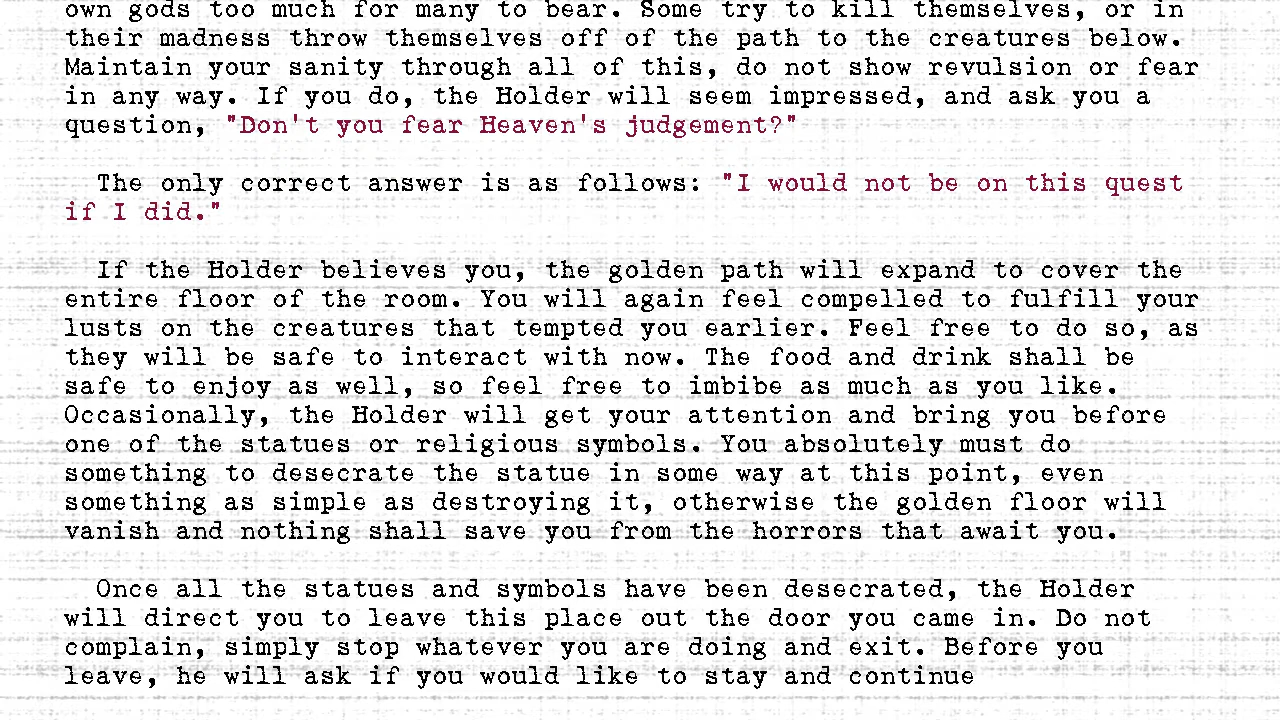 own gods too much for many to bear. Some try to kill themselves, or in
their madness throw themselves off of the path to the creatures below.
Maintain your sanity through all of this, do not show revulsion or fear
in any way. If you do, the Holder will seem impressed, and ask you a
question, "Don't you fear Heaven's judgement?"
The only correct answer is as follows: "I would not be on this quest
if I did."
If the Holder believes you, the golden path will expand to cover the
entire floor of the room. You will again feel compelled to fulfill your
lusts on the creatures that tempted you earlier. Feel free to do so, as
they will be safe to interact with now. The food and drink shall be
safe to enjoy as well, so feel free to imbibe as much as you like.
Occasionally, the Holder will get your attention and bring you before
one of the statues or religious symbols. You absolutely must do
something to desecrate the statue in some way at this point, even
something as simple as destroying it, otherwise the golden floor will
vanish and nothing shall save you from the horrors that await you.
Once all the statues and symbols have been desecrated, the Holder
will direct you to leave this place out the door you came in. Do not
complain, simply stop whatever you are doing and exit. Before you
leave, he will ask if you would like to stay and continue